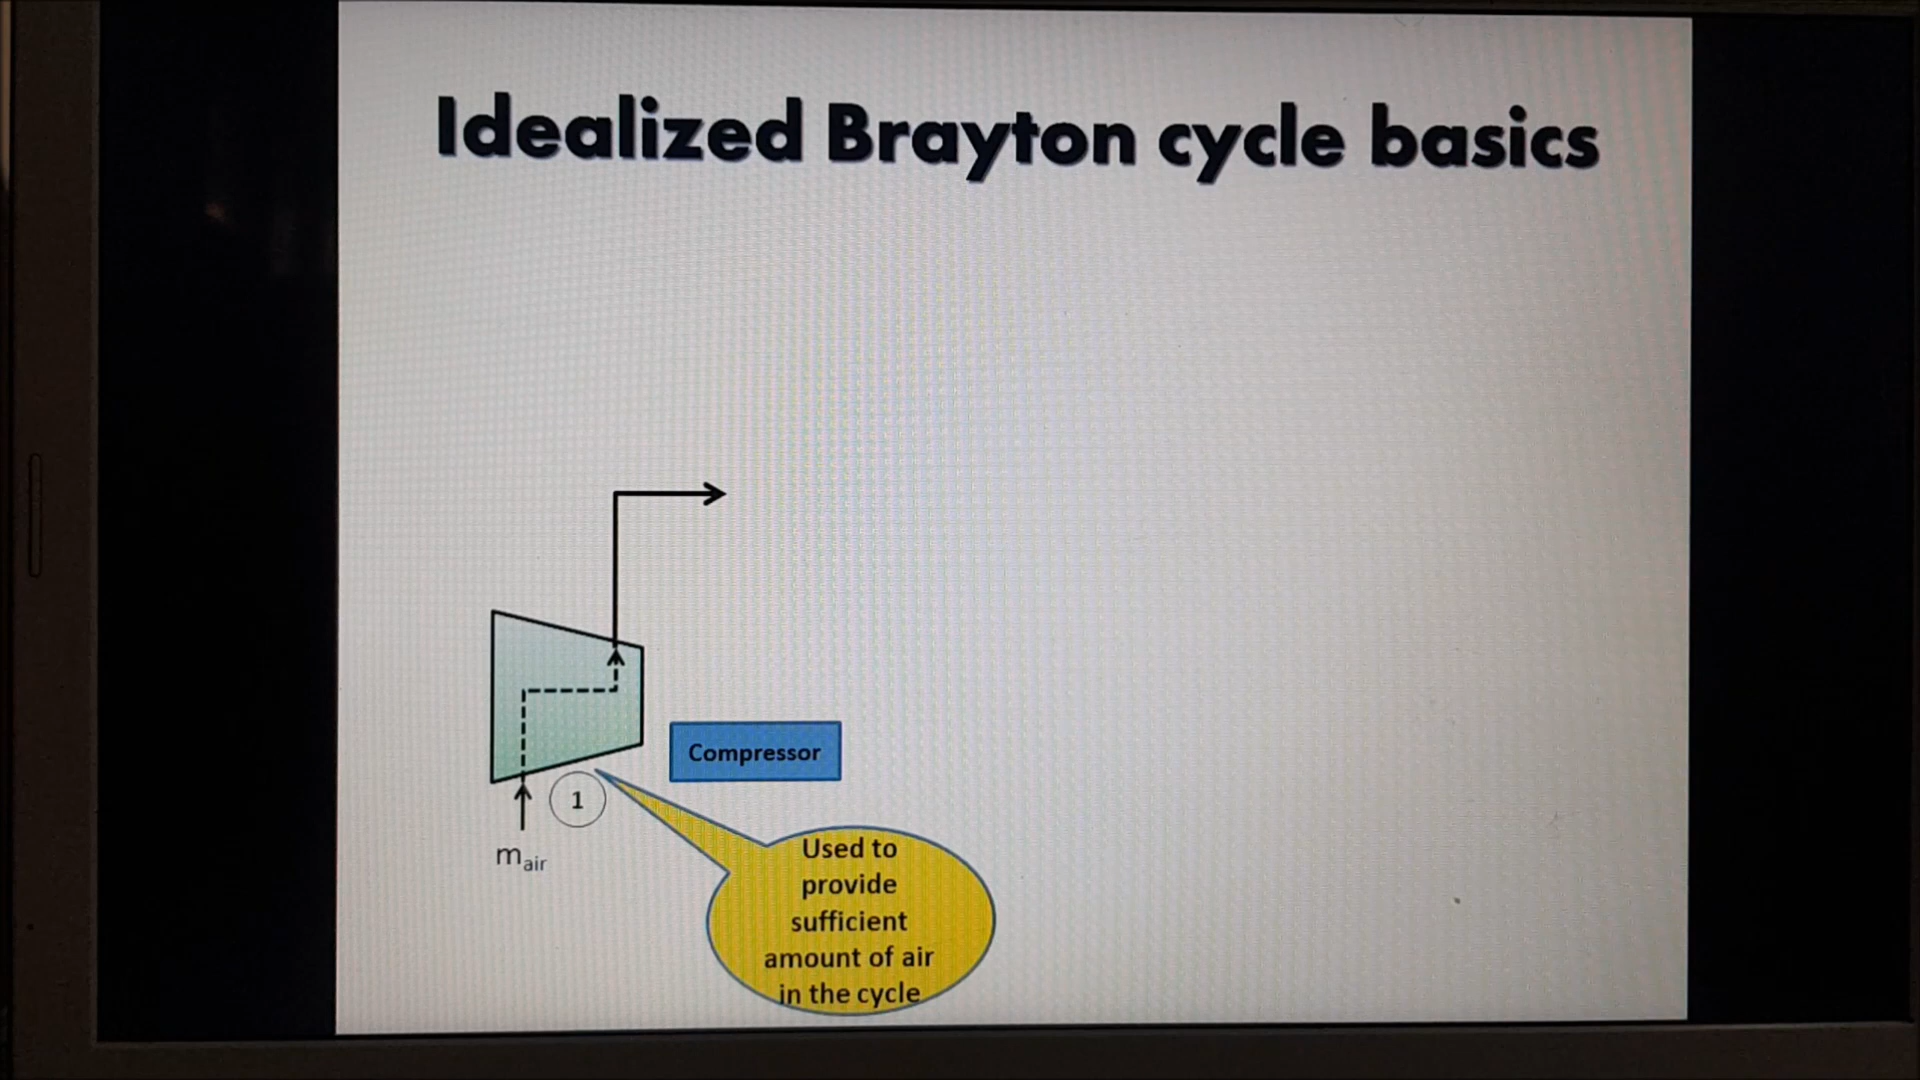 Idealized Brayton cycle basics
Compressor
1
m air
Used to
provide
sufficient
amount of air
in the cycle